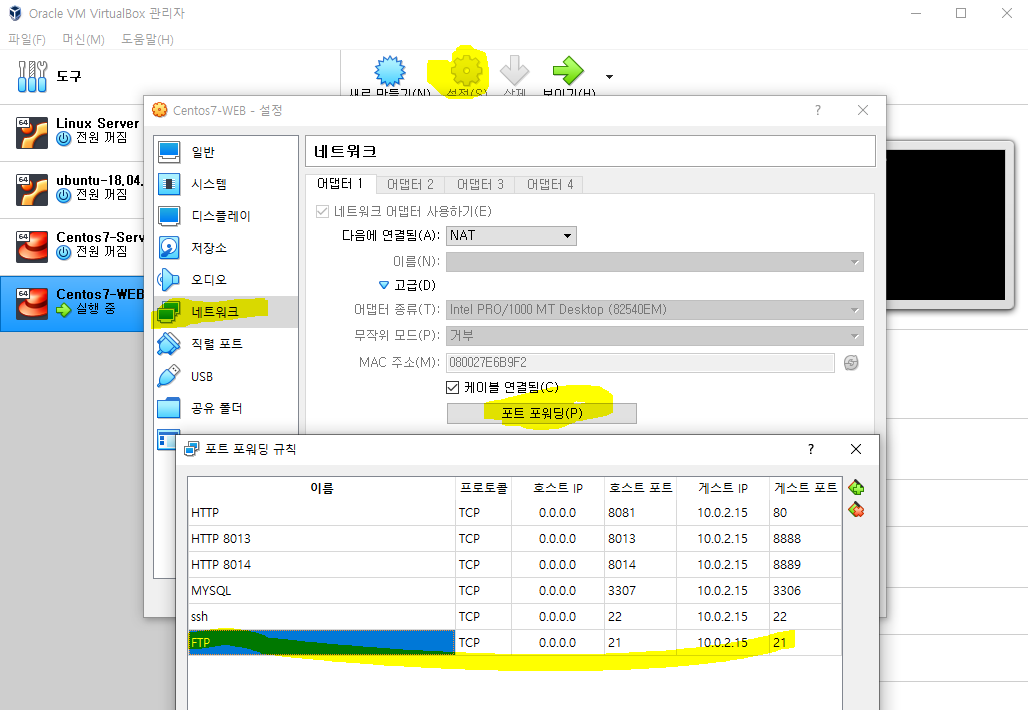 Oracle VM VirtualBox 관리자
파일(F) 머신(M) 도움말(H)
도구
새로 만들기(N) 설정(S) 삭제 보이기(H)
64 Linux Server
전원 꺼짐
64 ubuntu-18.04.
전원 꺼짐
64 Centos7-Serv
전원 꺼짐
64 Centos7-WEB
실행 중
Centos7-WEB - 설정 ?
일반
시스템
디스플레이
저장소
오디오
네트워크
직렬 포트
USB
공유 폴더
네트워크
어댑터 1 어댑터 2 어댑터 3 어댑터 4
네트워크 어댑터 사용하기(E)
다음에 연결됨(A): NAT
이름(N):
고급(D)
어댑터 종류(T): Intel PRO/1000 MT Desktop (82540EM)
무작위 모드(P): 거부
MAC 주소(M): 080027E6B9F2
케이블 연결됨(C)
포트 포워딩(P)
포트 포워딩 규칙 ?
이름 프로토콜 호스트 IP 호스트 포트 게스트 IP 게스트 포트
HTTP TCP 0.0.0.0 8081 10.0.2.15 80
HTTP 8013 TCP 0.0.0.0 8013 10.0.2.15 8888
HTTP 8014 TCP 0.0.0.0 8014 10.0.2.15 8889
MYSQL TCP 0.0.0.0 3307 10.0.2.15 3306
ssh TCP 0.0.0.0 22 10.0.2.15 22
FTP TCP 0.0.0.0 21 10.0.2.15 21